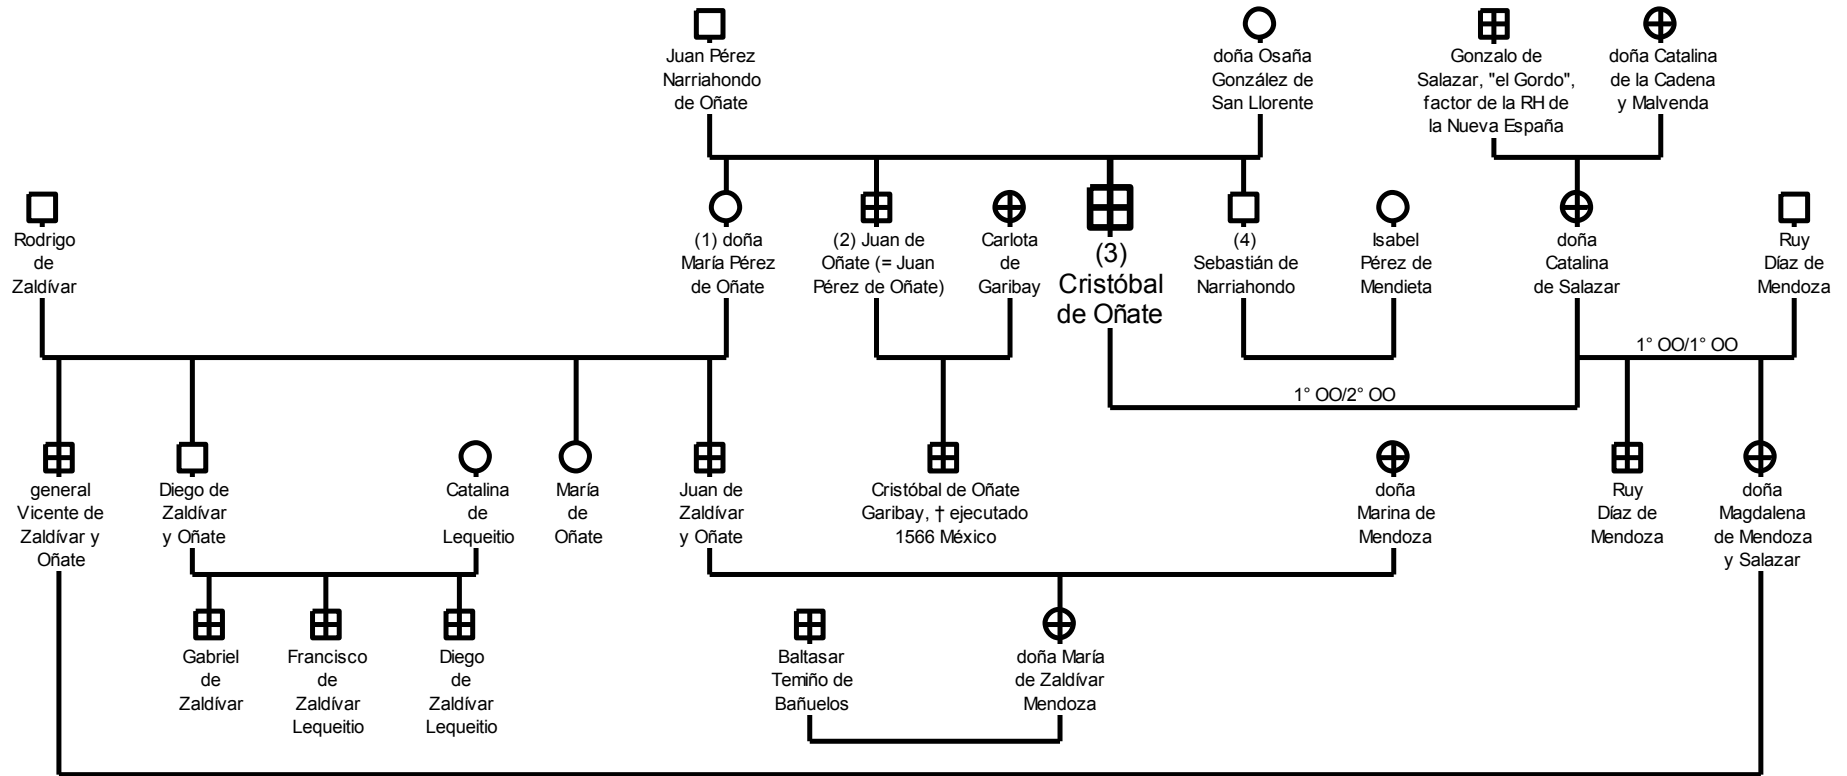 Juan Pérez
Narriahondo
de Oñate
doña Osaña
González de
San Llorente
Gonzalo de
Salazar, "el Gordo",
factor de la RH de
la Nueva España
doña Catalina
de la Cadena
y Malvenda
Rodrigo
de
Zaldívar
(1) doña
María Pérez
de Oñate
(2) Juan de
Oñate (= Juan
Pérez de Oñate)
Carlota
de
Garibay
(3)
Cristóbal
de Oñate
(4)
Sebastián de
Narriahondo
Isabel
Pérez de
Mendieta
doña
Catalina
de Salazar
Ruy
Díaz de
Mendoza
1° OO/1° OO
1° OO/2° OO
general
Vicente de
Zaldívar y
Oñate
Diego de
Zaldívar
y Oñate
Catalina
de
Lequeitio
María
de
Oñate
Juan de
Zaldívar
y Oñate
Cristóbal de Oñate
Garibay, † ejecutado
1566 México
doña
Marina de
Mendoza
Ruy
Díaz de
Mendoza
doña
Magdalena
de Mendoza
y Salazar
Gabriel
de
Zaldívar
Francisco
de
Zaldívar
Lequeitio
Diego
de
Zaldívar
Lequeitio
Baltasar
Temiño de
Bañuelos
doña María
de Zaldívar
Mendoza